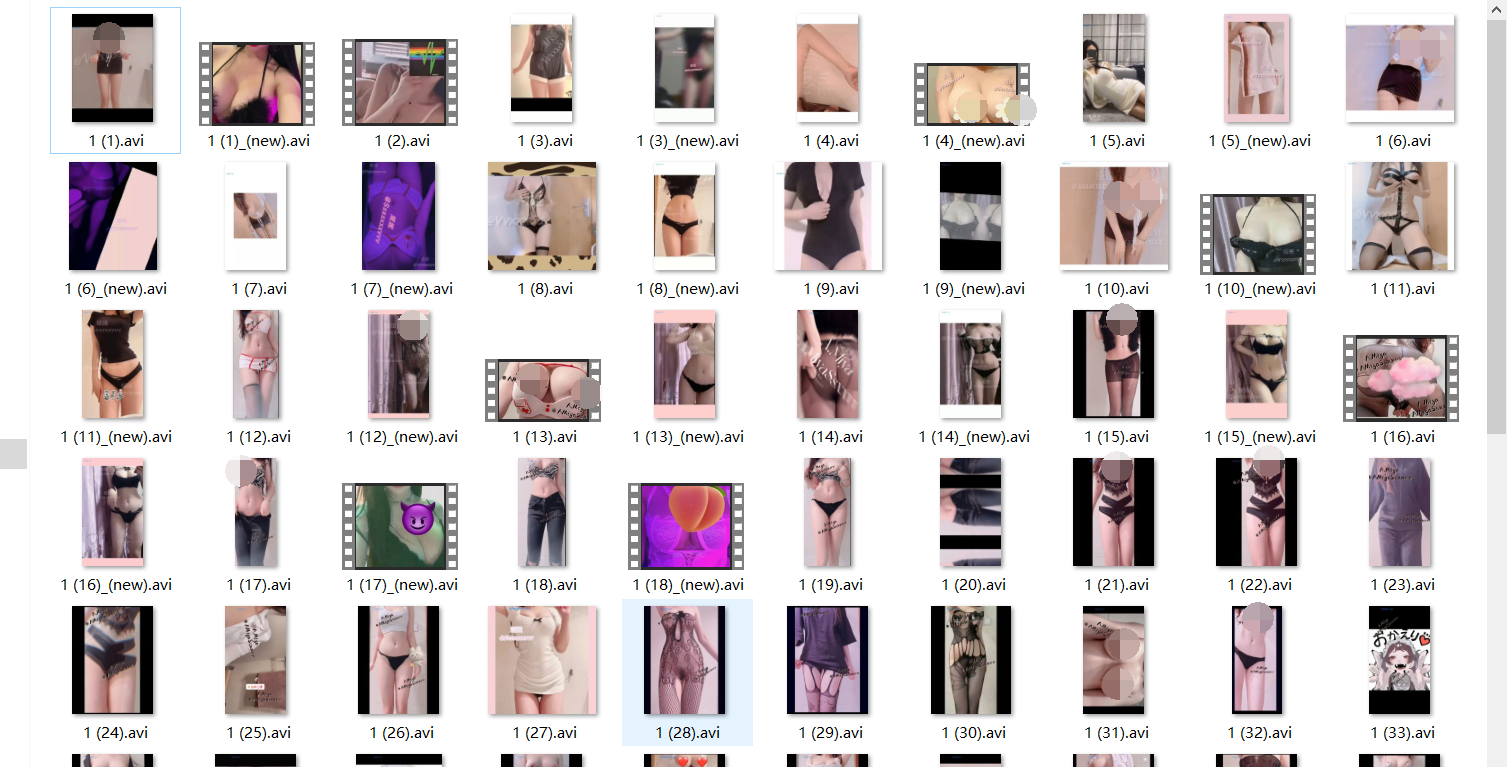 1 (1).avi
1 (1)_(new).avi
1 (2).avi
1 (3).avi
1 (3)_(new).avi
1 (4).avi
1 (4)_(new).avi
1 (5).avi
1 (5)_(new).avi
1 (6).avi
1 (6)_(new).avi
1 (7).avi
1 (7)_(new).avi
1 (8).avi
1 (8)_(new).avi
1 (9).avi
1 (9)_(new).avi
1 (10).avi
1 (10)_(new).avi
1 (11).avi
1 (11)_(new).avi
1 (12).avi
1 (12)_(new).avi
1 (13).avi
1 (13)_(new).avi
1 (14).avi
1 (14)_(new).avi
1 (15).avi
1 (15)_(new).avi
1 (16).avi
1 (16)_(new).avi
1 (17).avi
1 (17)_(new).avi
1 (18).avi
1 (18)_(new).avi
1 (19).avi
1 (20).avi
1 (21).avi
1 (22).avi
1 (23).avi
おかえり
1 (24).avi
1 (25).avi
1 (26).avi
1 (27).avi
1 (28).avi
1 (29).avi
1 (30).avi
1 (31).avi
1 (32).avi
1 (33).avi